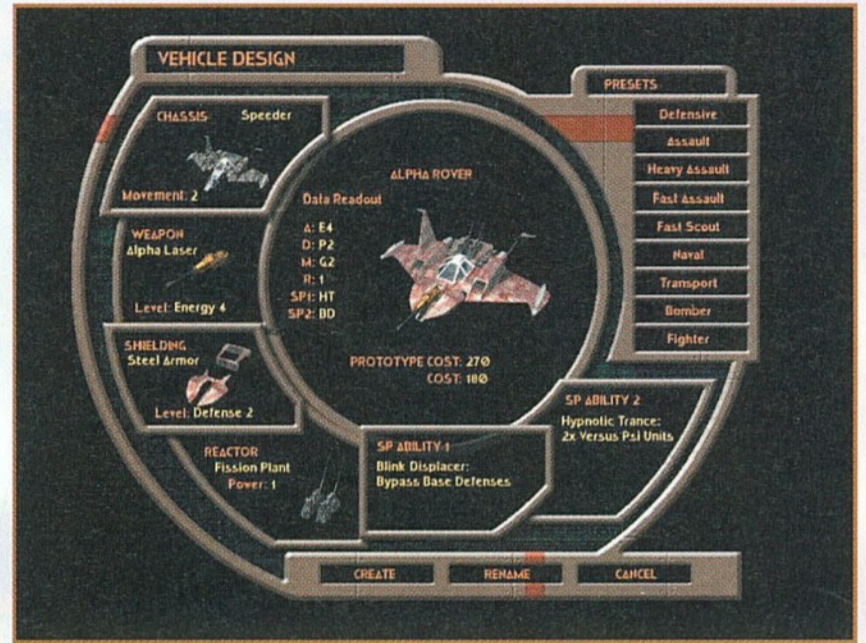 VEHICLE DESIGN
CHASSIS Speeder
Movement: 2
WEAPON
Alpha Laser
Level: Energy 4
SHIELDING
Steel Armor
Level: Defense 2
REACTOR
Fission Plant
Power: 1
ALPHA ROVER
Data Readout
A: E4
D: P2
M: G2
R: 1
SP1: HT
SP2: BD
PROTOTYPE COST: 270
COST: 180
SP ABILITY 1
Blink Displacer:
Bypass Base Defenses
SP ABILITY 2
Hypnotic Trance:
2x Versus Psi Units
PRESETS
Defensive
Assault
Heavy Assault
Fast Assault
Fast Scout
Naval
Transport
Bomber
Fighter
CREATE
RENAME
CANCEL